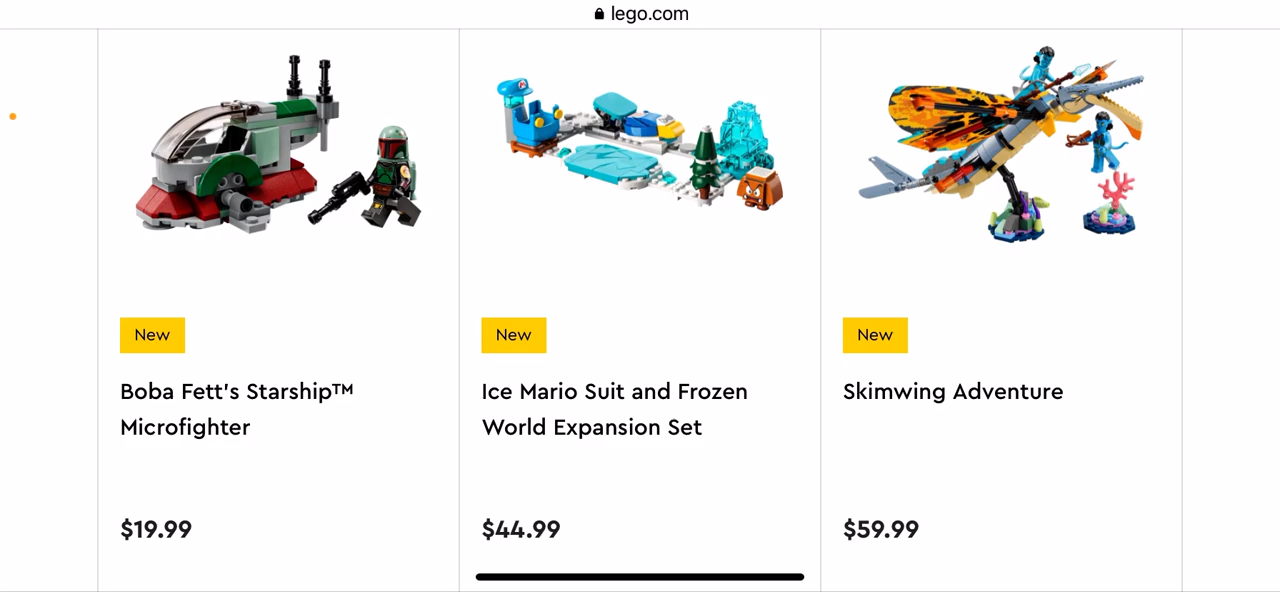 lego.com
New
Boba Fett's Starship™
Microfighter
$19.99
New
Ice Mario Suit and Frozen
World Expansion Set
$44.99
New
Skimwing Adventure
$59.99